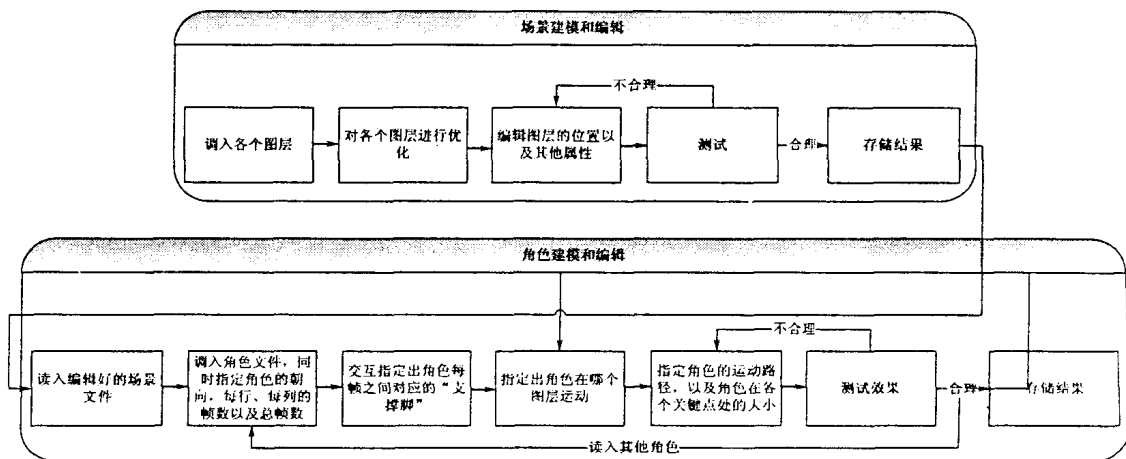 场景建模和编辑
不合理
调入各个图层
对各个图层进行优
化
编辑图层的位置以
及其他属性
测试
合理
存储结果
角色建模和编辑
不合理
读入编辑好的场景
文件
调入角色文件，同
时指定角色的朝
向，每行、每列的
帧数以及总帧数
交互指定出角色每
帧之间对应的“支
撑脚”
指定出角色在哪个
图层运动
指定角色的运动路
径，以及角色在各
个关键点处的大小
测试效果
合理
存储结果
读入其他角色